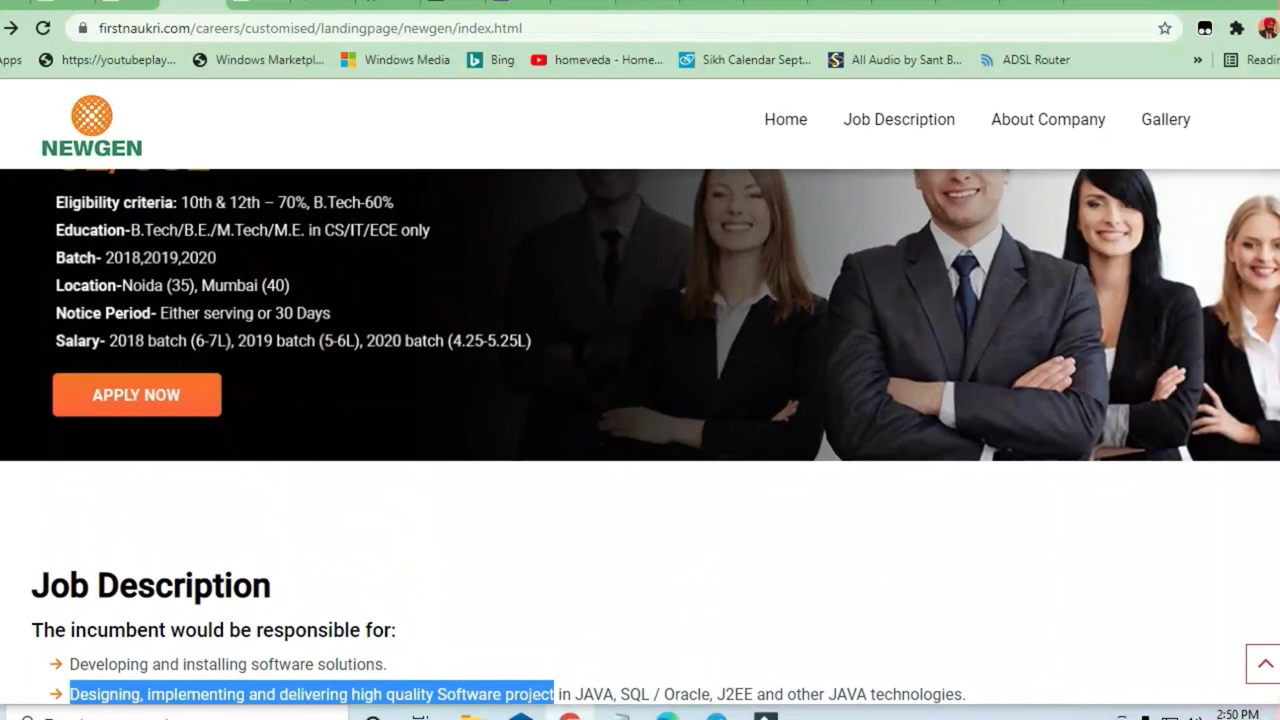 firstnaukri.com/careers/customised/landingpage/newgen/index.html
https://youtubeplay... Windows Marketpl... Windows Media Bing homeveda - Home... Sikh Calendar Sept... All Audio by Sant B... ADSL Router »
NEWGEN
Home Job Description About Company Gallery
Eligibility criteria: 10th & 12th – 70%, B.Tech-60%
Education-B.Tech/B.E./M.Tech/M.E. in CS/IT/ECE only
Batch- 2018,2019,2020
Location-Noida (35), Mumbai (40)
Notice Period- Either serving or 30 Days
Salary- 2018 batch (6-7L), 2019 batch (5-6L), 2020 batch (4.25-5.25L)
APPLY NOW
Job Description
The incumbent would be responsible for:
Developing and installing software solutions.
Designing, implementing and delivering high quality Software project in JAVA, SQL / Oracle, J2EE and other JAVA technologies.
2:50 PM